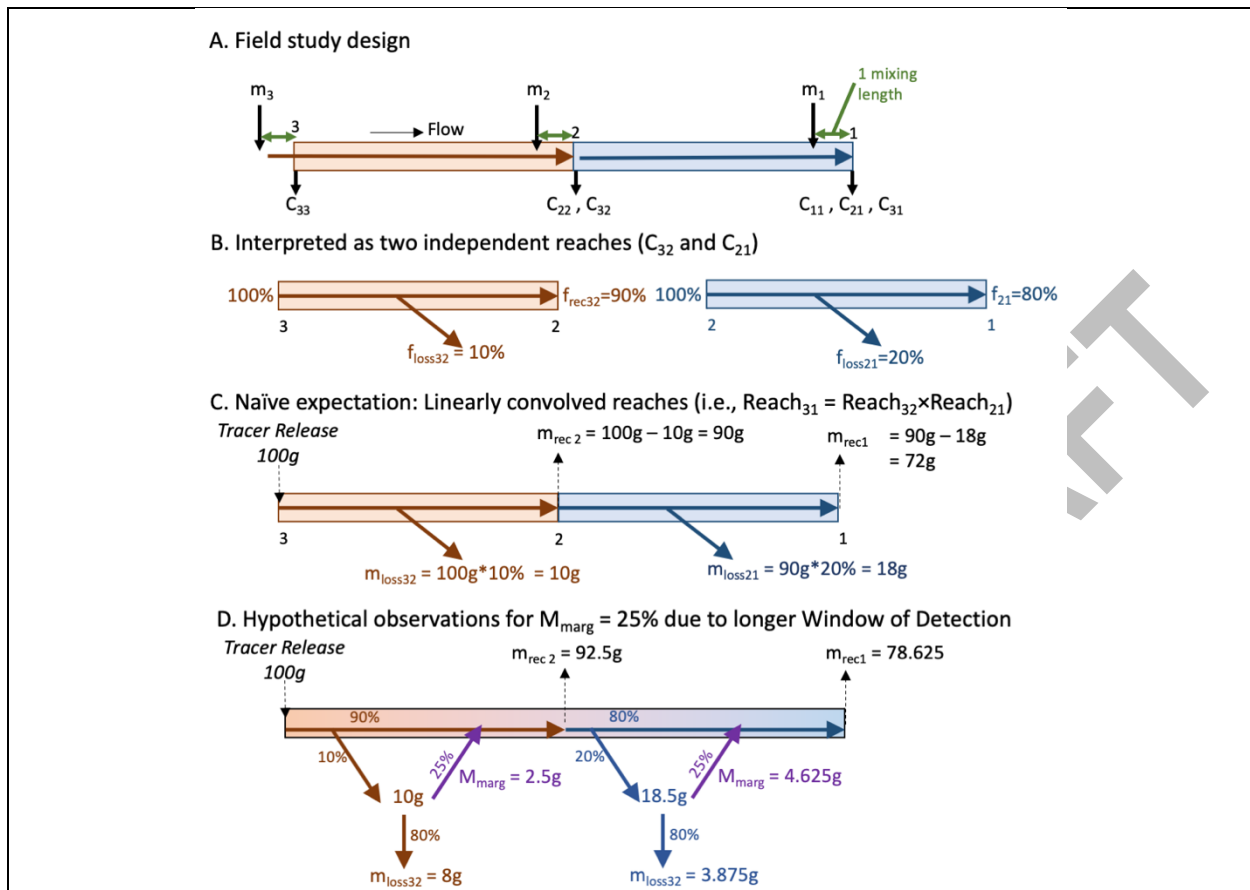 A. Field study design
m3
m2
m1
1 mixing
length
3
Flow
2
1
C33
C22 , C32
C11 , C21 , C31
B. Interpreted as two independent reaches (C32 and C21)
100%
frec32=90%
100%
f21=80%
3
2
2
1
floss32 = 10%
floss21=20%
C. Naïve expectation: Linearly convolved reaches (i.e., Reach31 = Reach32×Reach21)
Tracer Release
100g
mrec 2 = 100g – 10g = 90g
mrec1 = 90g – 18g
= 72g
3
2
1
mloss32 = 100g*10% = 10g
mloss21 = 90g*20% = 18g
D. Hypothetical observations for Mmarg = 25% due to longer Window of Detection
Tracer Release
100g
mrec 2 = 92.5g
mrec1 = 78.625
90%
80%
10%
25%
Mmarg = 2.5g
20%
25%
Mmarg = 4.625g
10g
18.5g
80%
80%
mloss32 = 8g
mloss32 = 3.875g